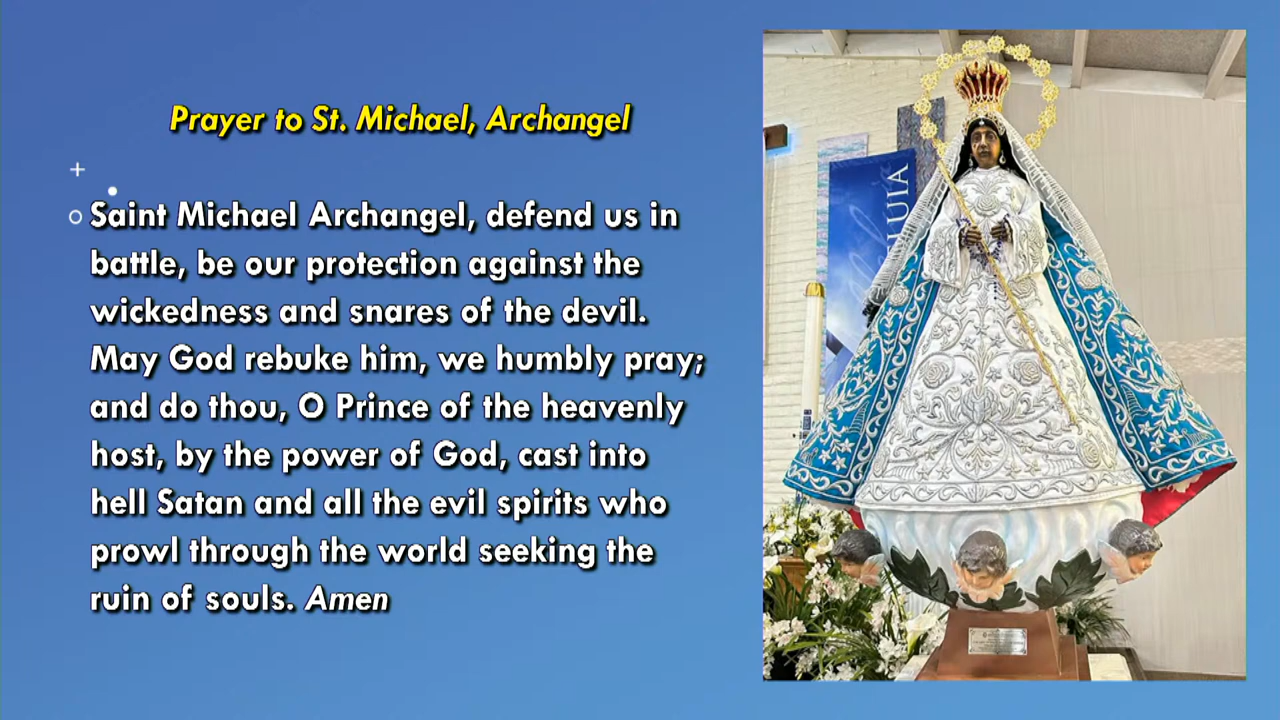 Prayer to St. Michael, Archangel
Saint Michael Archangel, defend us in
battle, be our protection against the
wickedness and snares of the devil.
May God rebuke him, we humbly pray;
and do thou, O Prince of the heavenly
host, by the power of God, cast into
hell Satan and all the evil spirits who
prowl through the world seeking the
ruin of souls. Amen
LUIA